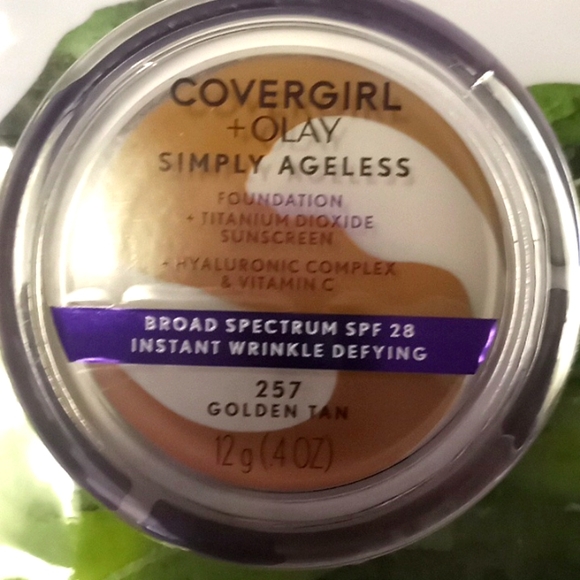 COVERGIRL
+OLAY
SIMPLY AGELESS
FOUNDATION
+ TITANIUM DIOXIDE
SUNSCREEN
+ HYALURONIC COMPLEX
& VITAMIN C
BROAD SPECTRUM SPF 28
INSTANT WRINKLE DEFYING
257
GOLDEN TAN
12 g (.4 OZ)